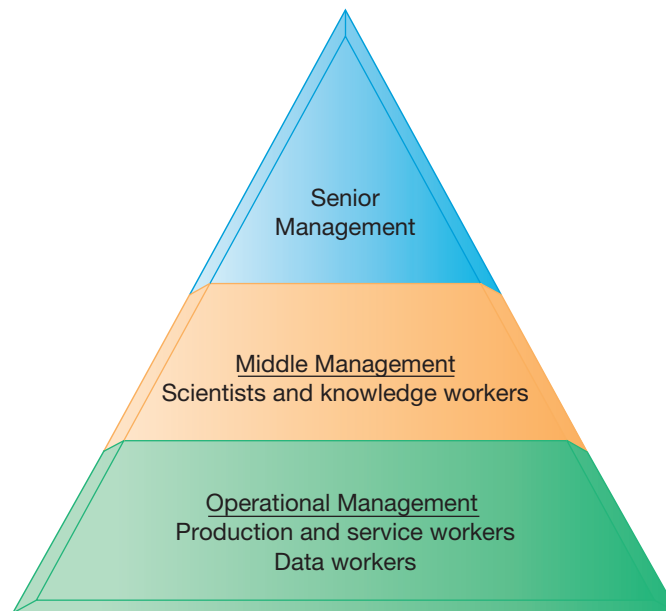 Senior
Management
Middle Management
Scientists and knowledge workers
Operational Management
Production and service workers
Data workers